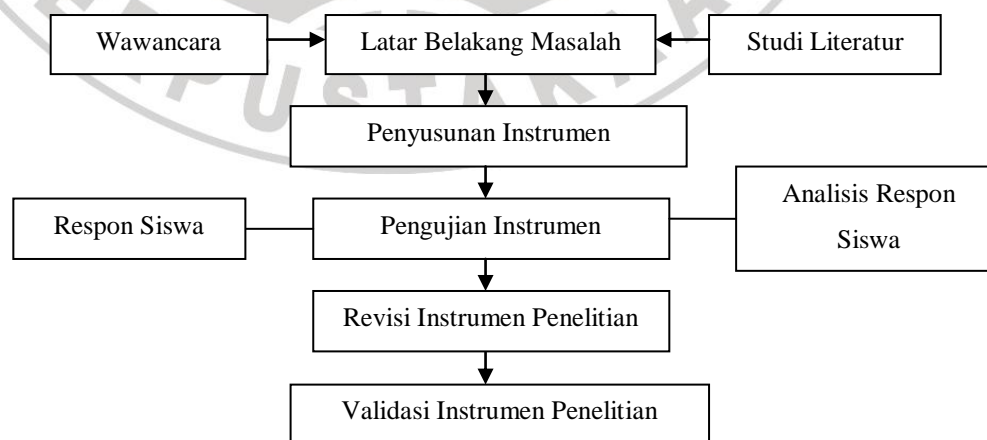 Wawancara
Latar Belakang Masalah
Studi Literatur
Penyusunan Instrumen
Respon Siswa
Pengujian Instrumen
Analisis Respon
Siswa
Revisi Instrumen Penelitian
Validasi Instrumen Penelitian